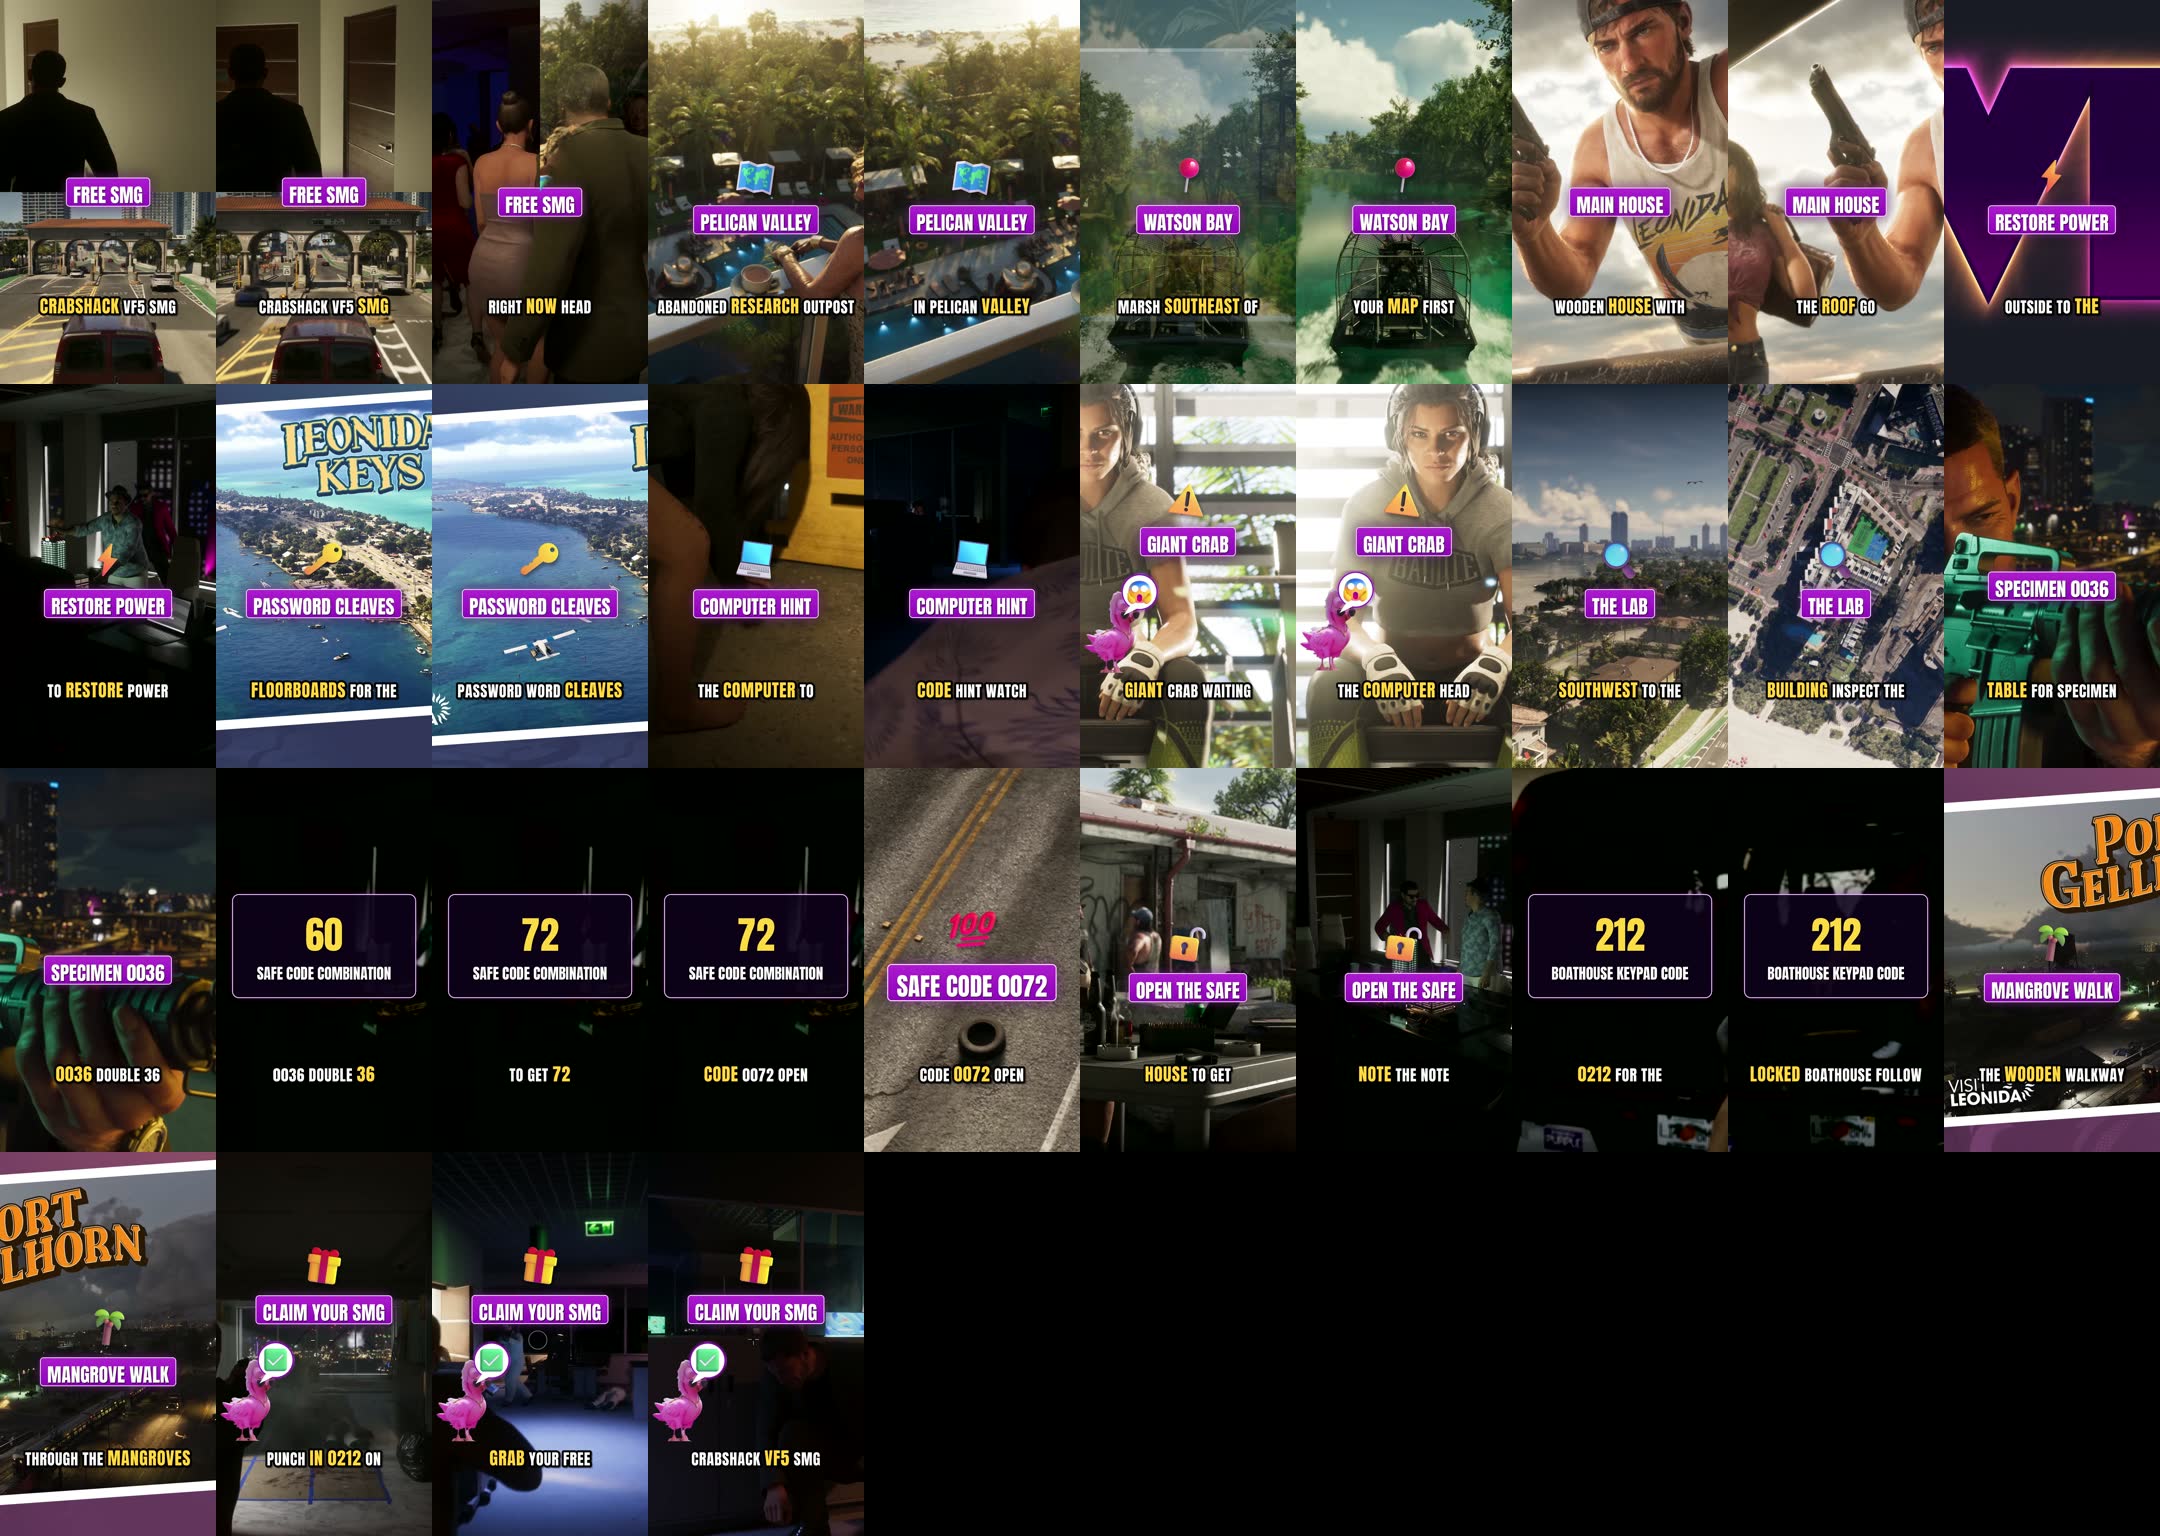 FREE SMG
CRABSHACK VF5 SMG
FREE SMG
CRABSHACK VF5 SMG
FREE SMG
RIGHT NOW HEAD
PELICAN VALLEY
ABANDONED RESEARCH OUTPOST
PELICAN VALLEY
IN PELICAN VALLEY
WATSON BAY
MARSH SOUTHEAST OF
WATSON BAY
YOUR MAP FIRST
LEONIDA
MAIN HOUSE
WOODEN HOUSE WITH
MAIN HOUSE
THE ROOF GO
RESTORE POWER
OUTSIDE TO THE
RESTORE POWER
TO RESTORE POWER
LEONIDA
KEYS
PASSWORD CLEAVES
FLOORBOARDS FOR THE
PASSWORD CLEAVES
PASSWORD WORD CLEAVES
COMPUTER HINT
THE COMPUTER TO
COMPUTER HINT
CODE HINT WATCH
GIANT CRAB
GIANT CRAB WAITING
GIANT CRAB
THE COMPUTER HEAD
THE LAB
SOUTHWEST TO THE
THE LAB
BUILDING INSPECT THE
SPECIMEN 0036
TABLE FOR SPECIMEN
SPECIMEN 0036
0036 DOUBLE 36
60
SAFE CODE COMBINATION
0036 DOUBLE 36
72
SAFE CODE COMBINATION
TO GET 72
72
SAFE CODE COMBINATION
CODE 0072 OPEN
100
SAFE CODE 0072
CODE 0072 OPEN
OPEN THE SAFE
HOUSE TO GET
OPEN THE SAFE
NOTE THE NOTE
212
BOATHOUSE KEYPAD CODE
0212 FOR THE
212
BOATHOUSE KEYPAD CODE
LOCKED BOATHOUSE FOLLOW
POR
GELL
MANGROVE WALK
THE WOODEN WALKWAY
VISIT
LEONIDA
ORT
LHORN
MANGROVE WALK
THROUGH THE MANGROVES
CLAIM YOUR SMG
PUNCH IN 0212 ON
CLAIM YOUR SMG
GRAB YOUR FREE
CLAIM YOUR SMG
CRABSHACK VF5 SMG